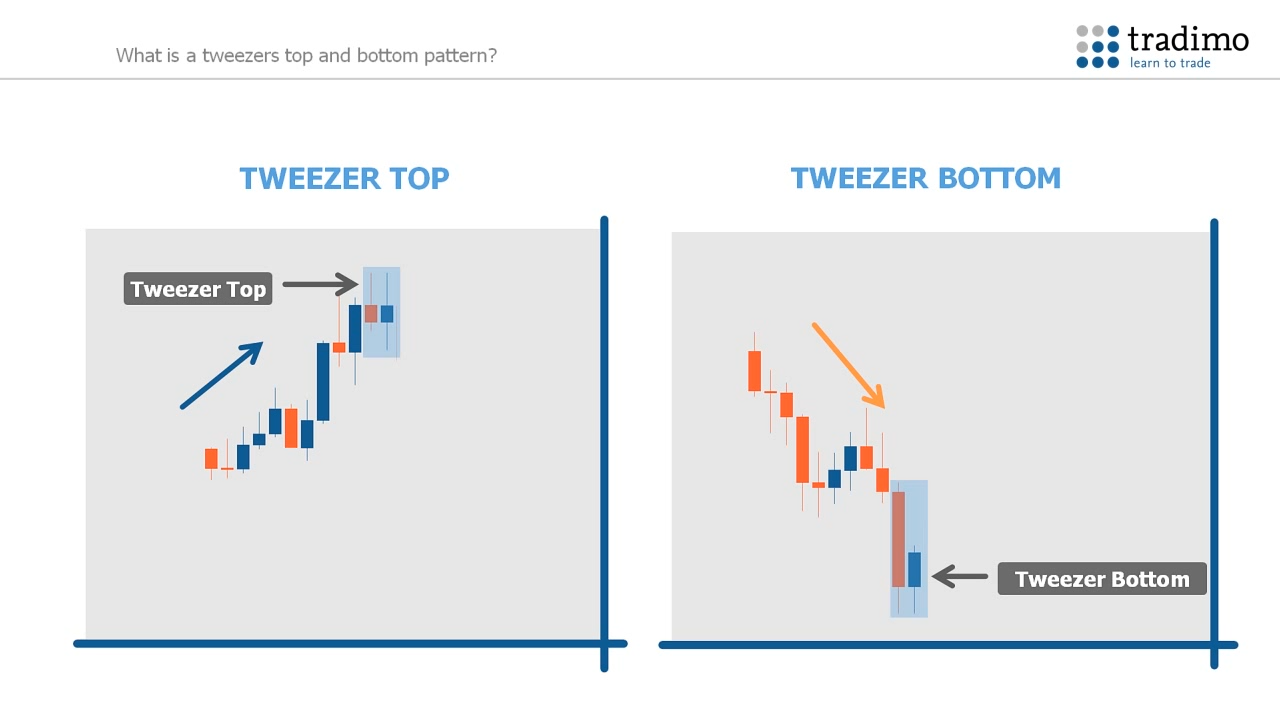 What is a tweezers top and bottom pattern?
tradimo
learn to trade
TWEEZER TOP
TWEEZER BOTTOM
Tweezer Top
Tweezer Bottom